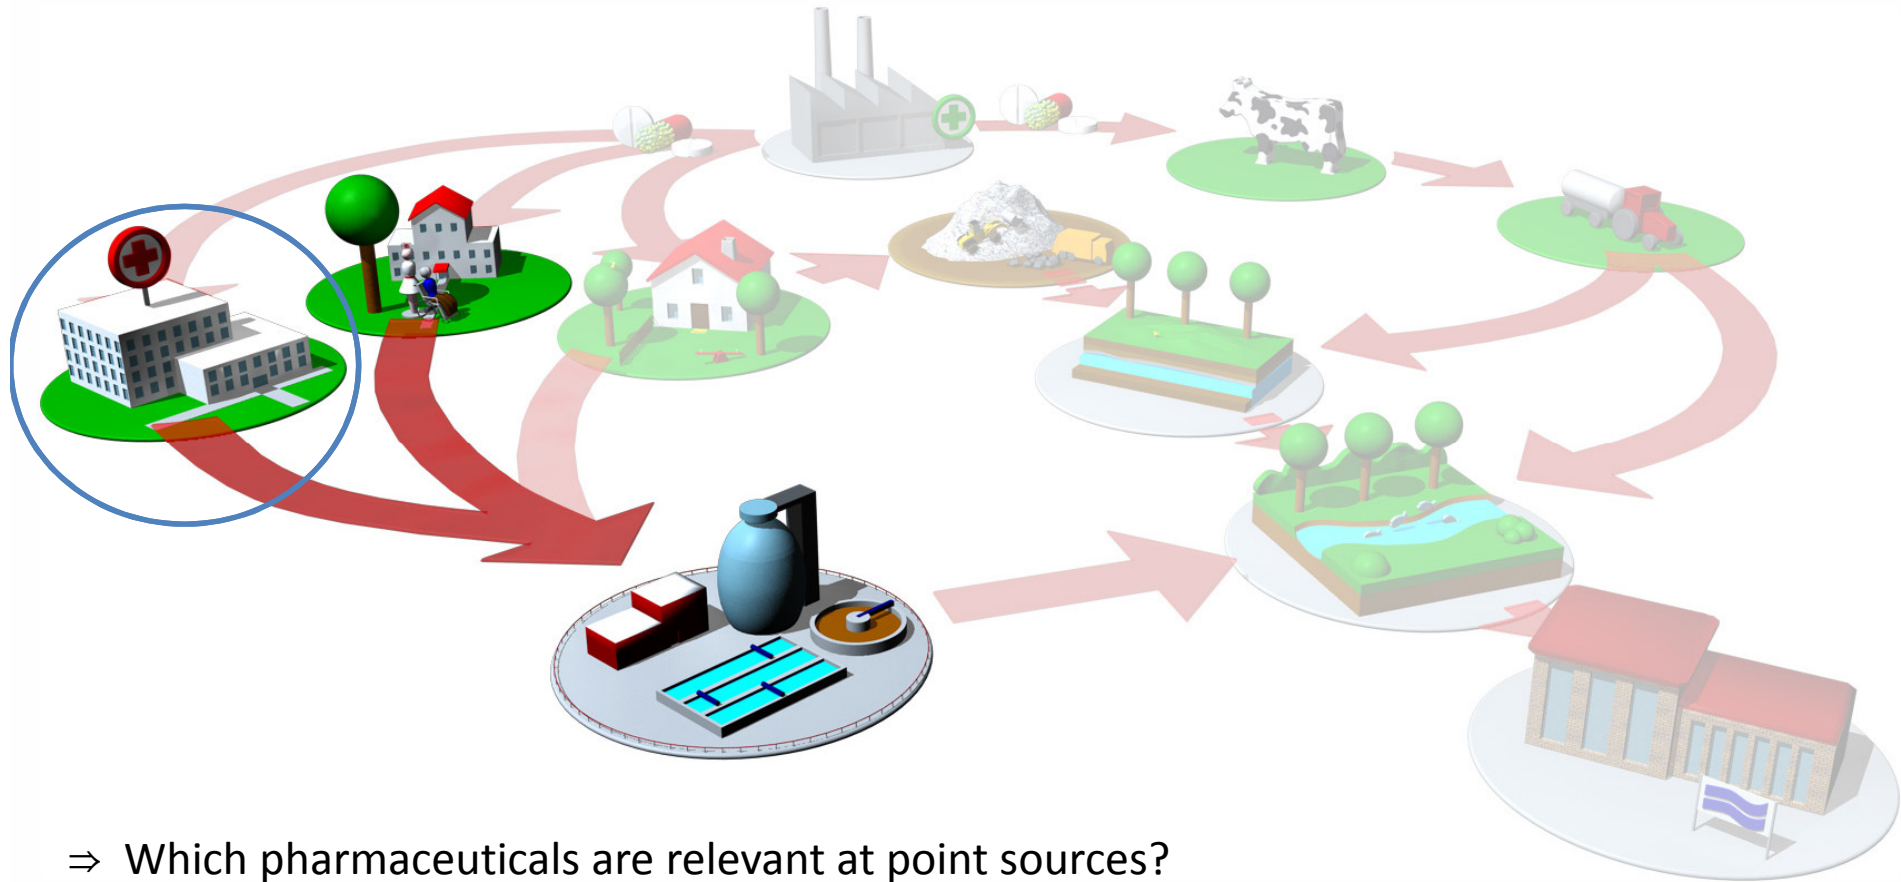 ⇒ Which pharmaceuticals are relevant at point sources?